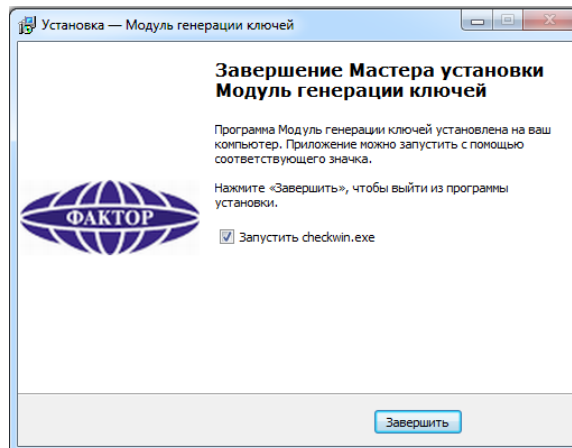 Установка — Модуль генерации ключей
Завершение Мастера установки
Модуль генерации ключей
Программа Модуль генерации ключей установлена на ваш
компьютер. Приложение можно запустить с помощью
соответствующего значка.
Нажмите «Завершить», чтобы выйти из программы
установки.
ФАКТОР
Запустить checkwin.exe
Завершить